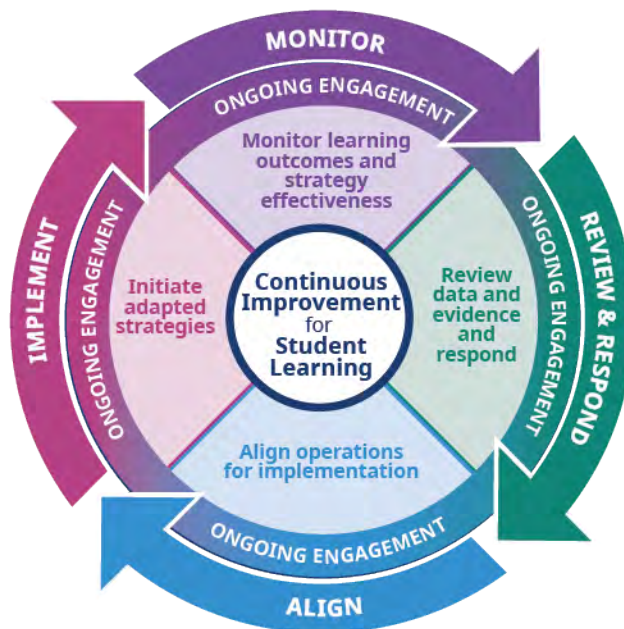 MONITOR
ONGOING ENGAGEMENT
Monitor learning
outcomes and
strategy
effectiveness
REVIEW & RESPOND
ONGOING ENGAGEMENT
Review
data and
evidence
and
respond
ALIGN
ONGOING ENGAGEMENT
Align operations
for implementation
IMPLEMENT
ONGOING ENGAGEMENT
Initiate
adapted
strategies
Continuous
Improvement
for
Student
Learning